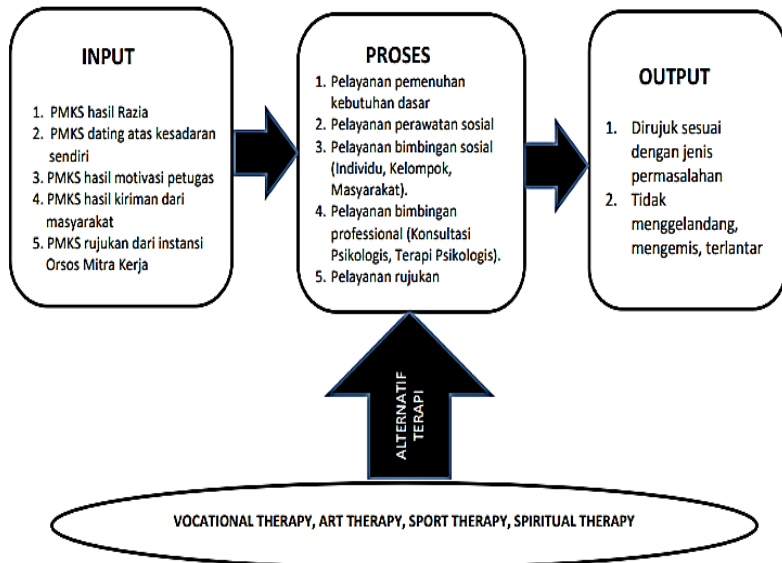 INPUT
1. PMKS hasil Razia
2. PMKS dating atas kesadaran
sendiri
3. PMKS hasil motivasi petugas
4. PMKS hasil kiriman dari
masyarakat
5. PMKS rujukan dari instansi
Orsos Mitra Kerja
PROSES
1. Pelayanan pemenuhan
kebutuhan dasar
2. Pelayanan perawatan sosial
3. Pelayanan bimbingan sosial
(Individu, Kelompok,
Masyarakat).
4. Pelayanan bimbingan
professional (Konsultasi
Psikologis, Terapi Psikologis).
5. Pelayanan rujukan
OUTPUT
1. Dirujuk sesuai
dengan jenis
permasalahan
2. Tidak
menggelandang,
mengemis, terlantar
ALTERNATIF
TERAPI
VOCATIONAL THERAPY, ART THERAPY, SPORT THERAPY, SPIRITUAL THERAPY